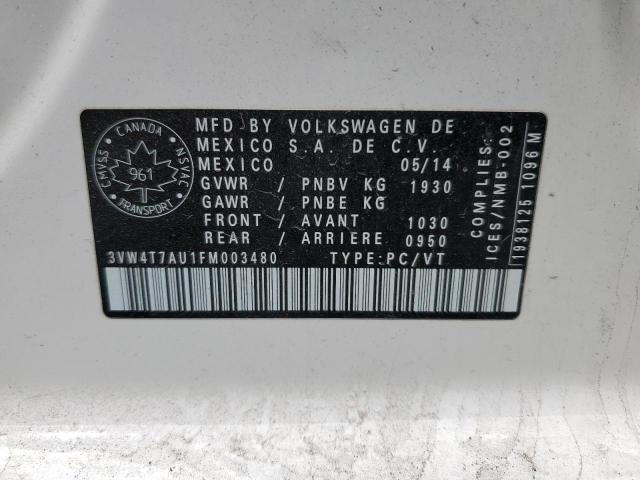 CANADA
CMVSS
NSVAC
961
TRANSPORT
MFD BY VOLKSWAGEN DE
MEXICO S.A. DE C.V.
MEXICO 05/14
GVWR / PNBV KG 1930
GAWR / PNBE KG
FRONT / AVANT 1030
REAR / ARRIERE 0950
3VW4T7AU1FM003480 TYPE:PC/VT
COMPLIES:
ICES/NMB-002
1938125 1096 M